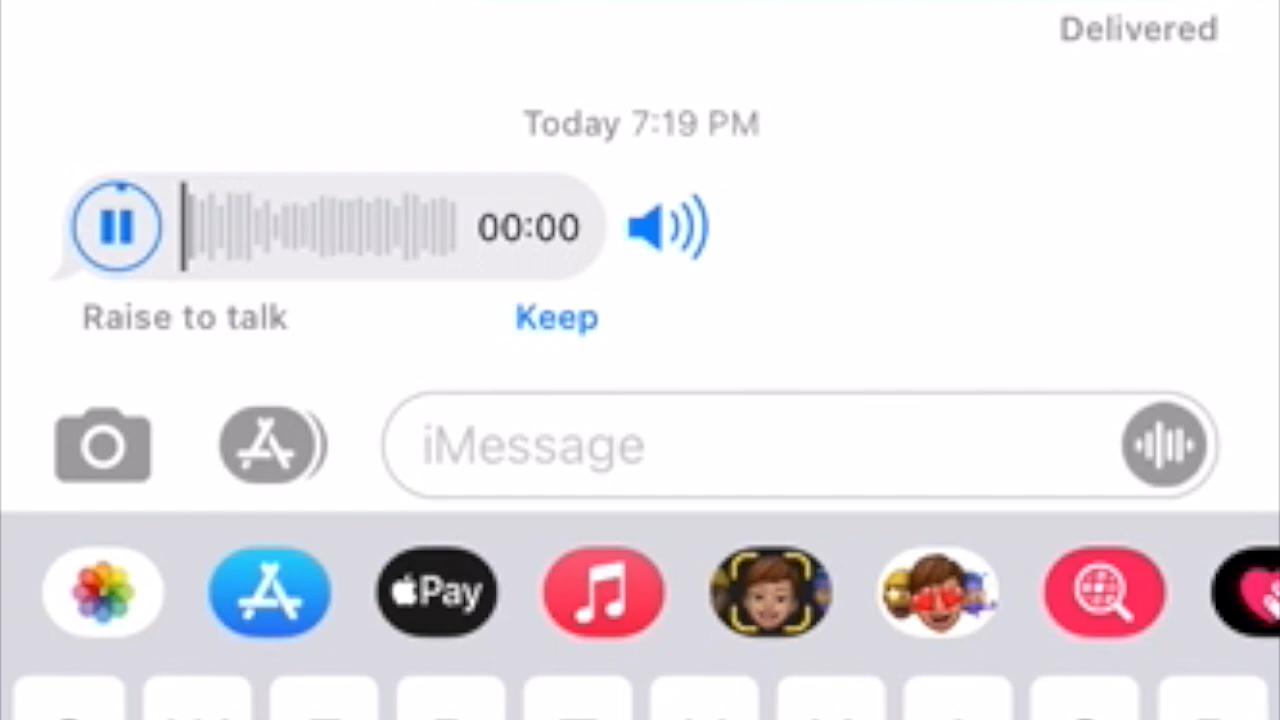 Delivered
Today 7:19 PM
00:00
Raise to talk
Keep
iMessage
Pay